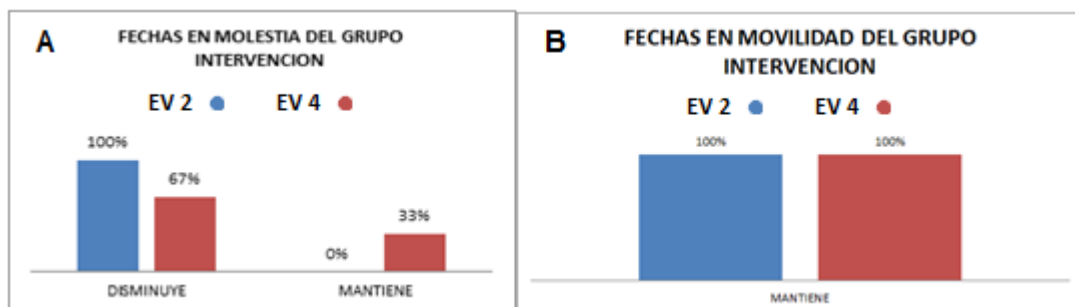 A
FECHAS EN MOLESTIA DEL GRUPO
INTERVENCION
EV 2
EV 4
100%
67%
0%
33%
DISMINUYE
MANTIENE
B
FECHAS EN MOVILIDAD DEL GRUPO
INTERVENCION
EV 2
EV 4
100%
100%
MANTIENE